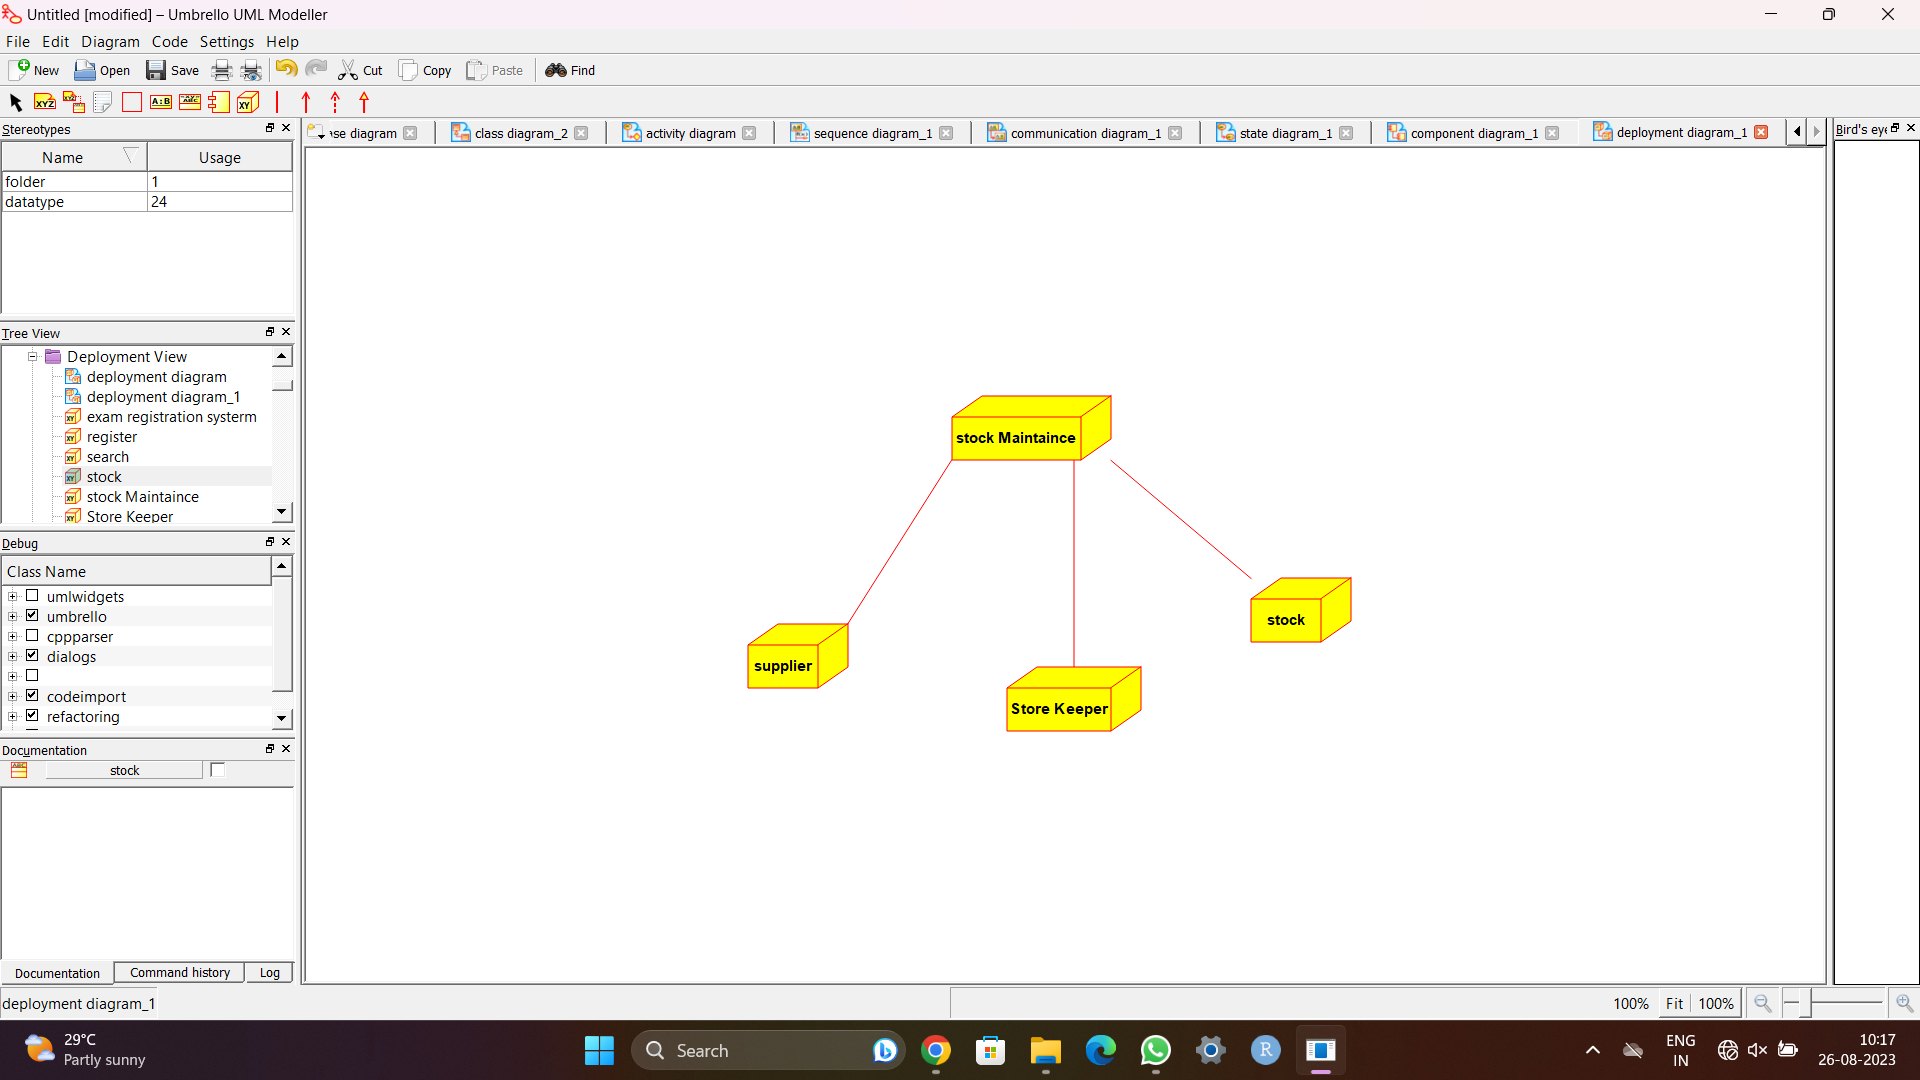 Untitled [modified] – Umbrello UML Modeller
File Edit Diagram Code Settings Help
New Open Save Cut Copy Paste Find
XYZ A:B ABC XY
Stereotypes
Name Usage
folder 1
datatype 24
Tree View
Deployment View
deployment diagram
deployment diagram_1
exam registration systerm
register
search
stock
stock Maintaince
Store Keeper
Debug
Class Name
umlwidgets
umbrello
cppparser
dialogs
codeimport
refactoring
Documentation
stock
Documentation Command history Log
deployment diagram_1
ase diagram class diagram_2 activity diagram sequence diagram_1 communication diagram_1 state diagram_1 component diagram_1 deployment diagram_1
Bird's eye
stock Maintaince
stock
supplier
Store Keeper
100% Fit 100%
29°C
Partly sunny
Search
R
ENG
IN
10:17
26-08-2023